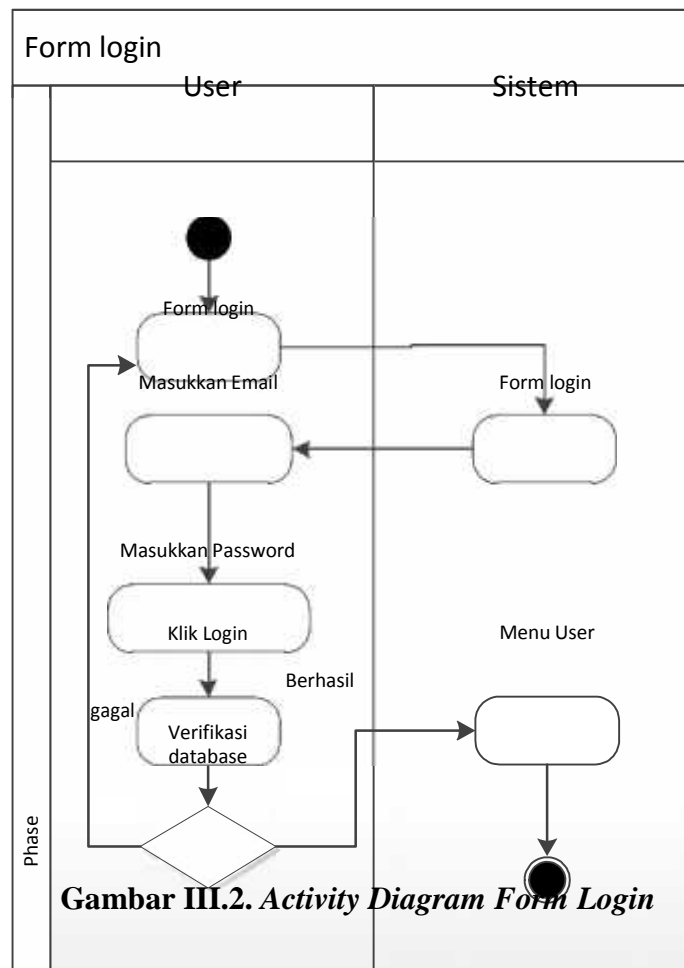 Form login
User
Sistem
Form login
Masukkan Email
Form login
Masukkan Password
Klik Login
Menu User
Berhasil
gagal
Verifikasi
database
Phase
Gambar III.2. Activity Diagram Form Login